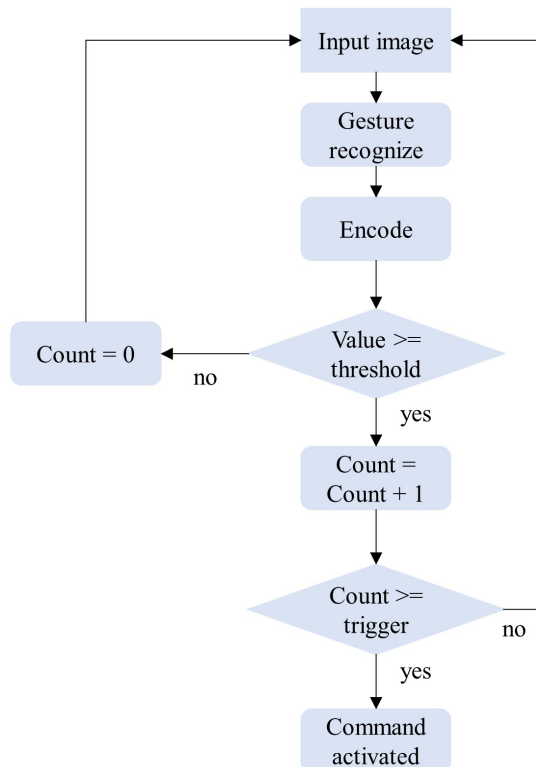 Input image
Gesture
recognize
Encode
Value >=
threshold
Count = 0
no
yes
Count =
Count + 1
Count >=
trigger
no
yes
Command
activated